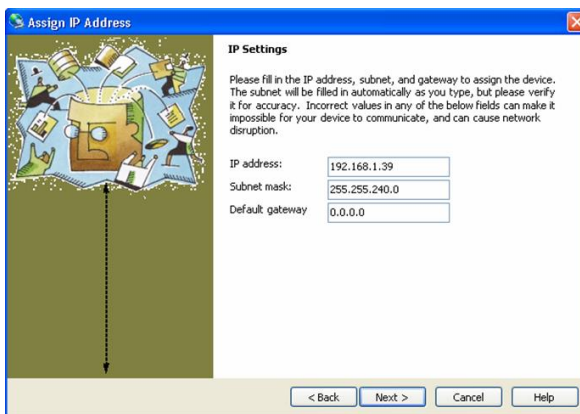 Assign IP Address
IP Settings
Please fill in the IP address, subnet, and gateway to assign the device.
The subnet will be filled in automatically as you type, but please verify
it for accuracy. Incorrect values in any of the below fields can make it
impossible for your device to communicate, and can cause network
disruption.
IP address: 192.168.1.39
Subnet mask: 255.255.240.0
Default gateway 0.0.0.0
< Back Next > Cancel Help